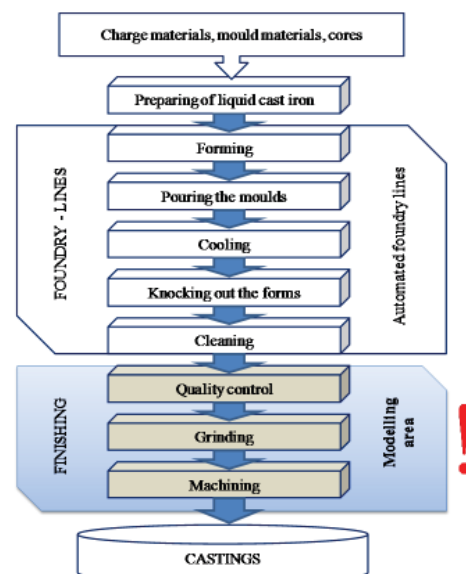 Charge materials, mould materials, cores
Preparing of liquid cast iron
Forming
Pouring the moulds
Cooling
Knocking out the forms
Cleaning
FOUNDRY - LINES
Automated foundry lines
Quality control
Grinding
Machining
FINISHING
Modelling
area
!
CASTINGS